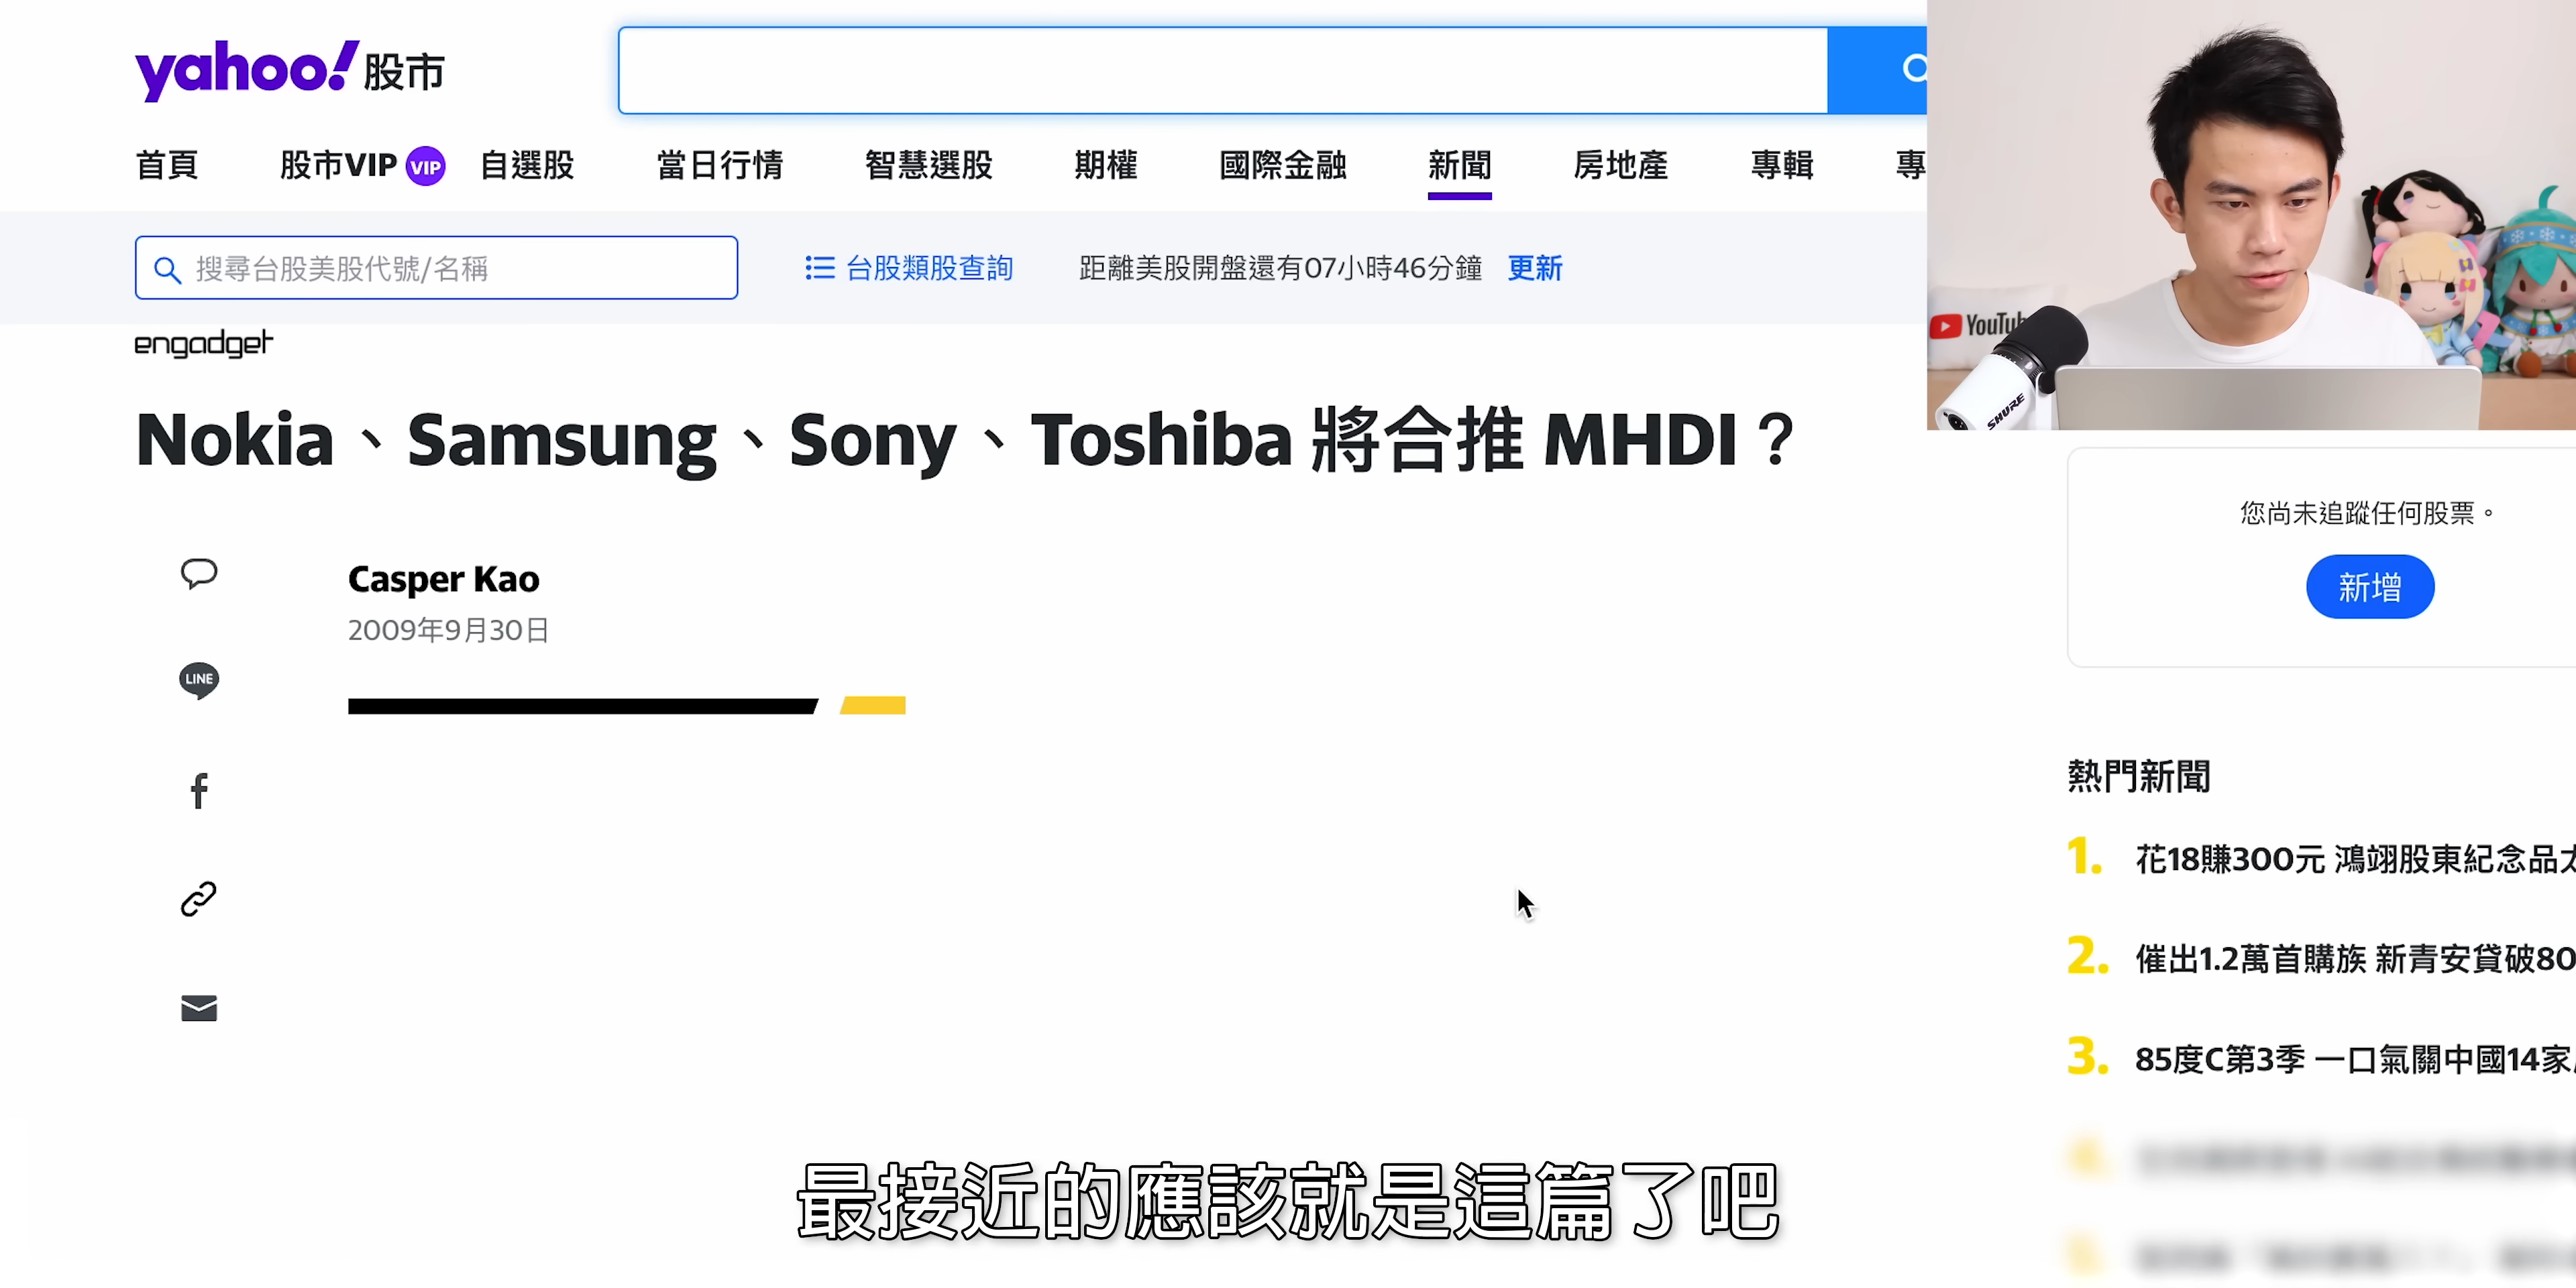 yahoo!股市
首頁 股市VIP VIP 自選股 當日行情 智慧選股 期權 國際金融 新聞 房地產 專輯 專
搜尋台股美股代號/名稱 台股類股查詢 距離美股開盤還有07小時46分鐘 更新
YouTub
SHURE
engadget
Nokia、Samsung、Sony、Toshiba 將合推 MHDI？
您尚未追蹤任何股票。
新增
Casper Kao
2009年9月30日
LINE
熱門新聞
1. 花18賺300元 鴻翊股東紀念品太
2. 催出1.2萬首購族 新青安貸破80
3. 85度C第3季 一口氣關中國14家
最接近的應該就是這篇了吧